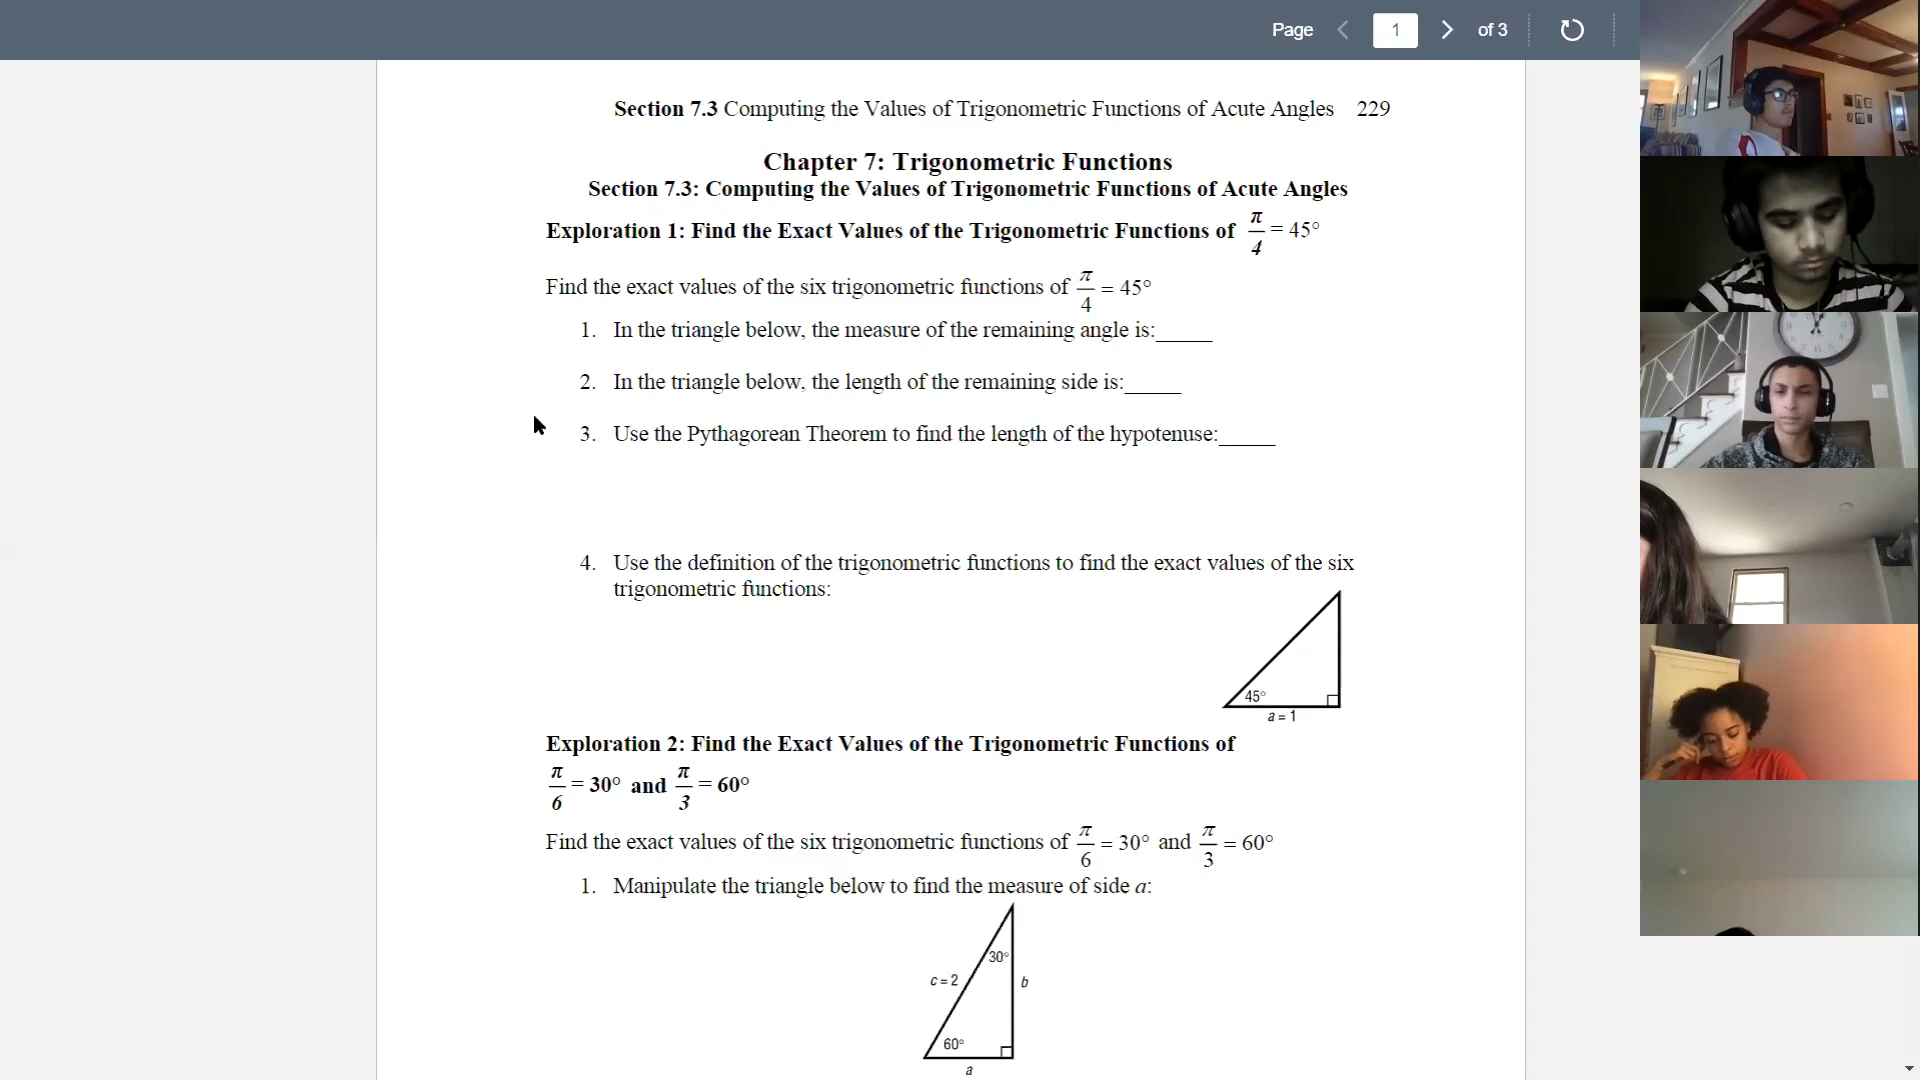 Page 1 of 3
Section 7.3 Computing the Values of Trigonometric Functions of Acute Angles 229
Chapter 7: Trigonometric Functions
Section 7.3: Computing the Values of Trigonometric Functions of Acute Angles
Exploration 1: Find the Exact Values of the Trigonometric Functions of π/4 = 45°
Find the exact values of the six trigonometric functions of π/4 = 45°
1. In the triangle below, the measure of the remaining angle is:_____
2. In the triangle below, the length of the remaining side is:_____
3. Use the Pythagorean Theorem to find the length of the hypotenuse:_____
4. Use the definition of the trigonometric functions to find the exact values of the six
trigonometric functions:
45°
a = 1
Exploration 2: Find the Exact Values of the Trigonometric Functions of
π/6 = 30° and π/3 = 60°
Find the exact values of the six trigonometric functions of π/6 = 30° and π/3 = 60°
1. Manipulate the triangle below to find the measure of side a:
30°
c = 2
b
60°
a